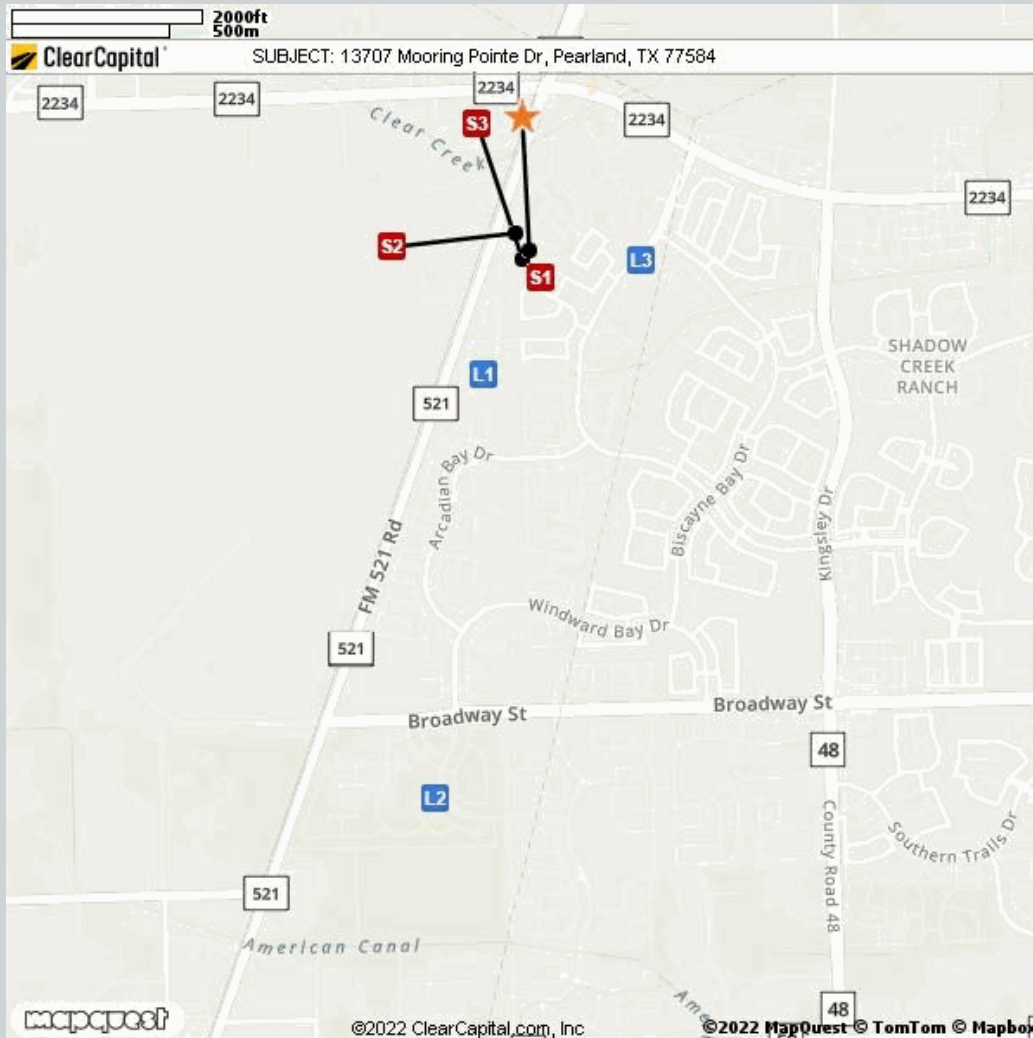 2000ft
500m
ClearCapital
SUBJECT: 13707 Mooring Pointe Dr, Pearland, TX 77584
2234
2234
2234
2234
2234
Clear Creek
S3
S2
S1
L3
L1
SHADOW
CREEK
RANCH
521
Arcadian Bay Dr
Biscayne Bay Dr
Kingsley Dr
FM 521 Rd
Windward Bay Dr
521
Broadway St
Broadway St
48
L2
County Road 48
Southern Trails Dr
521
American Canal
48
mapquest
©2022 ClearCapital.com, Inc
©2022 MapQuest © TomTom © Mapbox